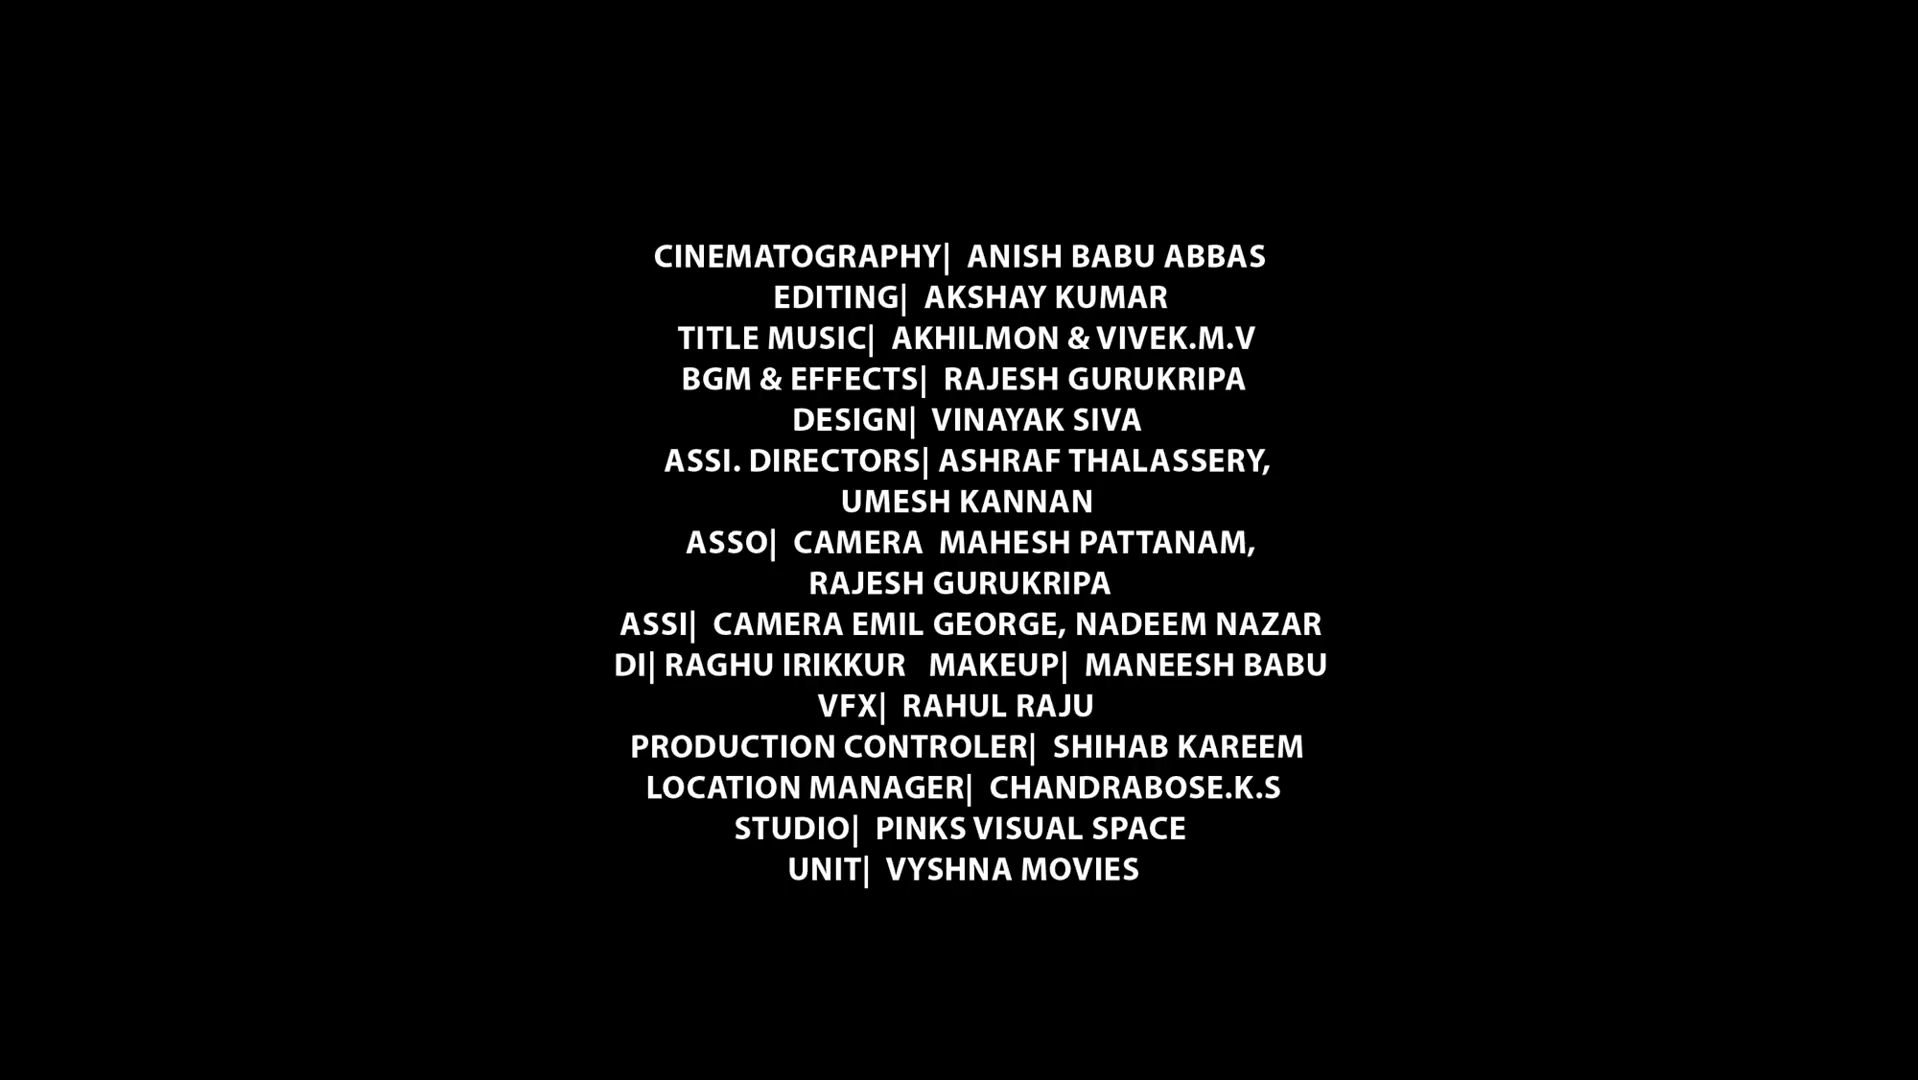 CINEMATOGRAPHY| ANISH BABU ABBAS
EDITING| AKSHAY KUMAR
TITLE MUSIC| AKHILMON & VIVEK.M.V
BGM & EFFECTS| RAJESH GURUKRIPA
DESIGN| VINAYAK SIVA
ASSI. DIRECTORS| ASHRAF THALASSERY,
UMESH KANNAN
ASSO| CAMERA MAHESH PATTANAM,
RAJESH GURUKRIPA
ASSI| CAMERA EMIL GEORGE, NADEEM NAZAR
DI| RAGHU IRIKKUR MAKEUP| MANEESH BABU
VFX| RAHUL RAJU
PRODUCTION CONTROLER| SHIHAB KAREEM
LOCATION MANAGER| CHANDRABOSE.K.S
STUDIO| PINKS VISUAL SPACE
UNIT| VYSHNA MOVIES